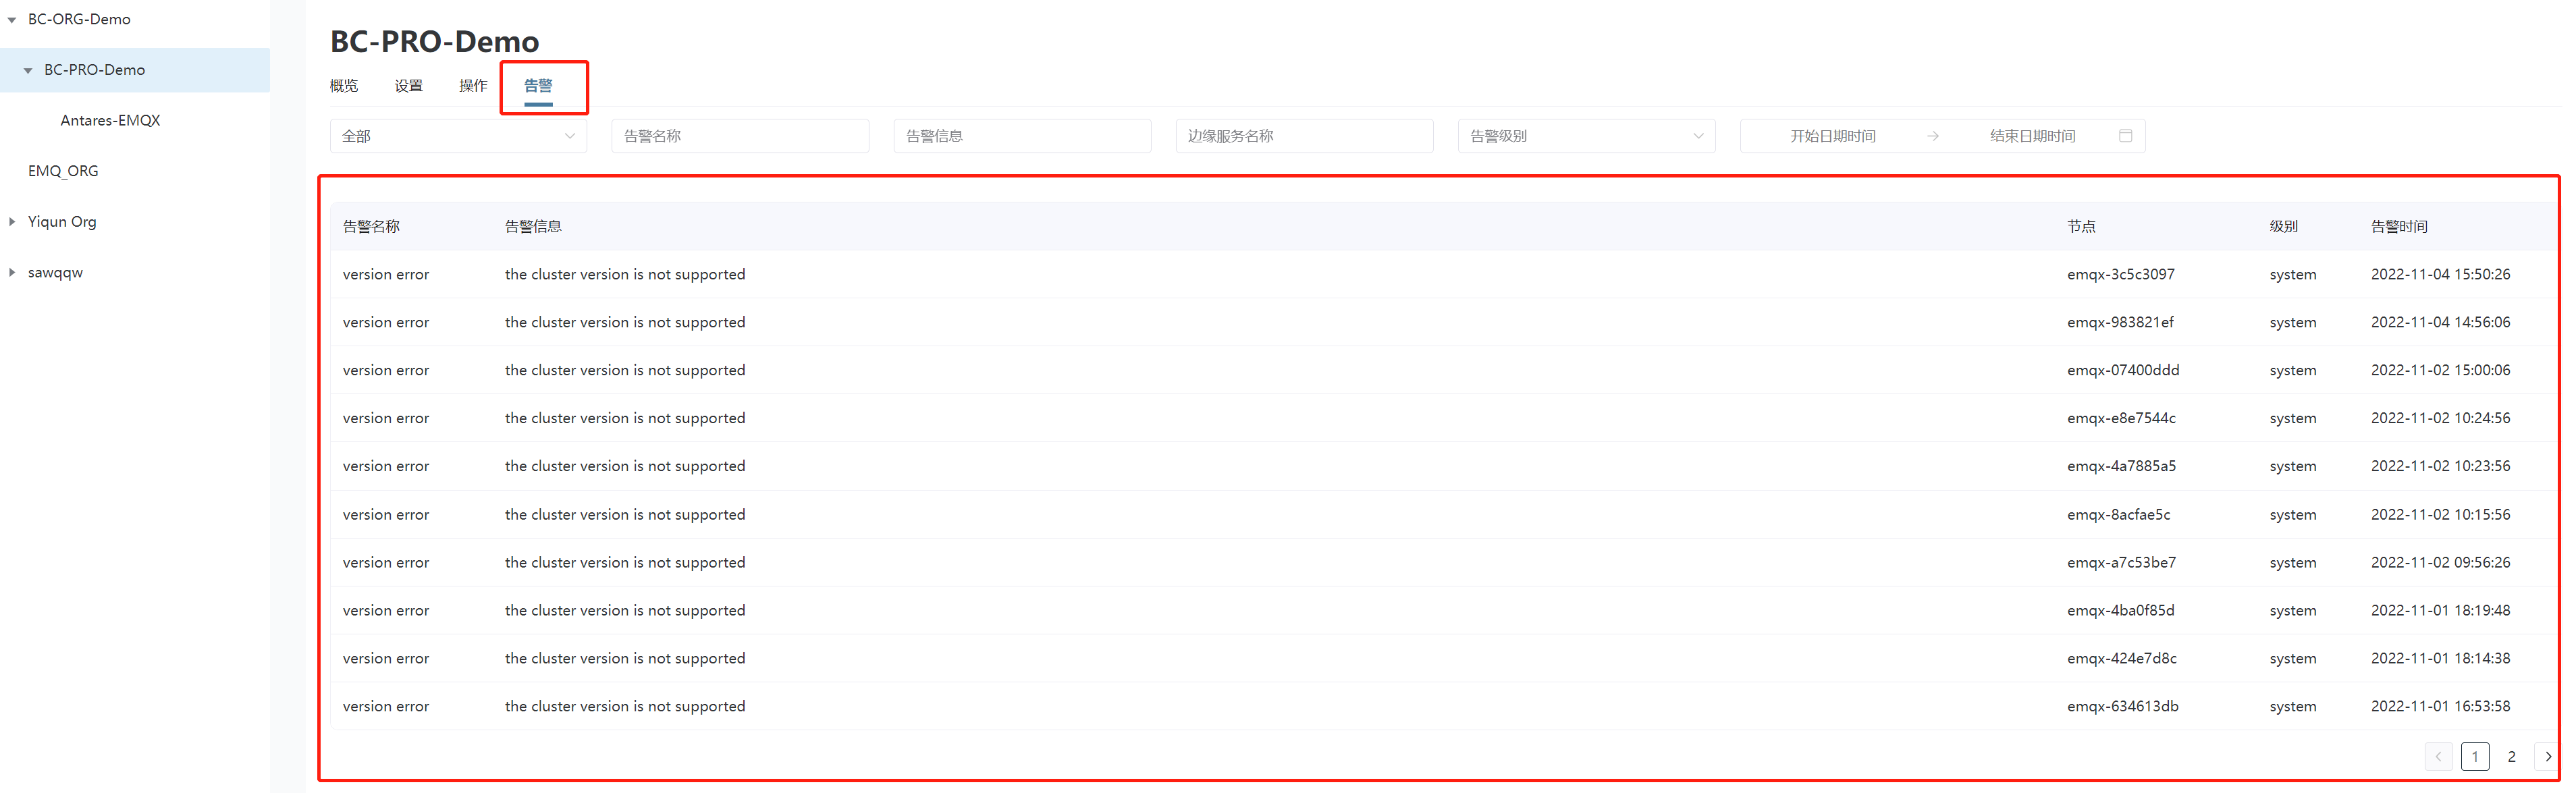 BC-ORG-Demo
BC-PRO-Demo
Antares-EMQX
EMQ_ORG
Yiqun Org
sawqqw
BC-PRO-Demo
概览 设置 操作 告警
全部 告警名称 告警信息 边缘服务名称 告警级别 开始日期时间 → 结束日期时间
告警名称 告警信息 节点 级别 告警时间
version error the cluster version is not supported emqx-3c5c3097 system 2022-11-04 15:50:26
version error the cluster version is not supported emqx-983821ef system 2022-11-04 14:56:06
version error the cluster version is not supported emqx-07400ddd system 2022-11-02 15:00:06
version error the cluster version is not supported emqx-e8e7544c system 2022-11-02 10:24:56
version error the cluster version is not supported emqx-4a7885a5 system 2022-11-02 10:23:56
version error the cluster version is not supported emqx-8acfae5c system 2022-11-02 10:15:56
version error the cluster version is not supported emqx-a7c53be7 system 2022-11-02 09:56:26
version error the cluster version is not supported emqx-4ba0f85d system 2022-11-01 18:19:48
version error the cluster version is not supported emqx-424e7d8c system 2022-11-01 18:14:38
version error the cluster version is not supported emqx-634613db system 2022-11-01 16:53:58
1 2